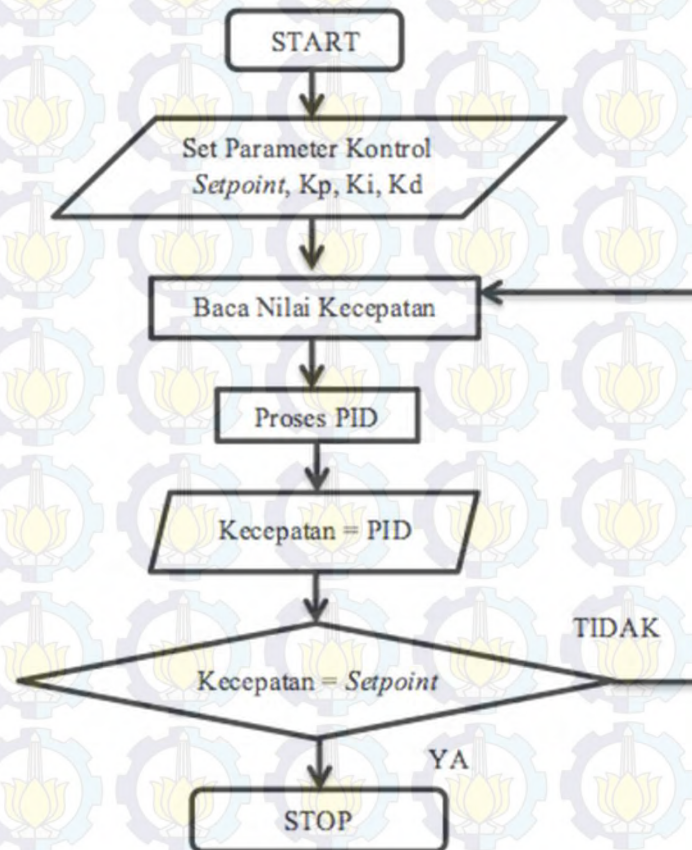 START
Set Parameter Kontrol
Setpoint, Kp, Ki, Kd
Baca Nilai Kecepatan
Proses PID
Kecepatan = PID
TIDAK
Kecepatan = Setpoint
YA
STOP